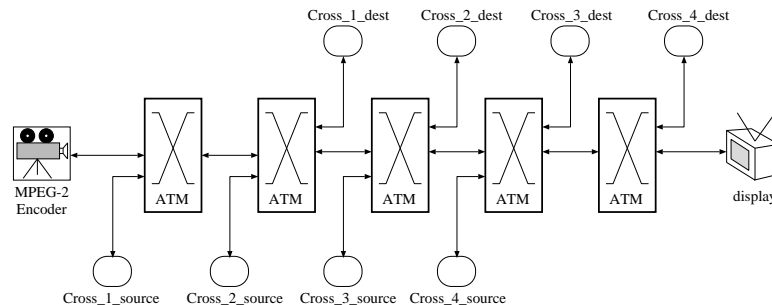 Cross_1_dest
Cross_2_dest
Cross_3_dest
Cross_4_dest
MPEG-2
Encoder
ATM
ATM
ATM
ATM
ATM
display
Cross_1_source
Cross_2_source
Cross_3_source
Cross_4_source